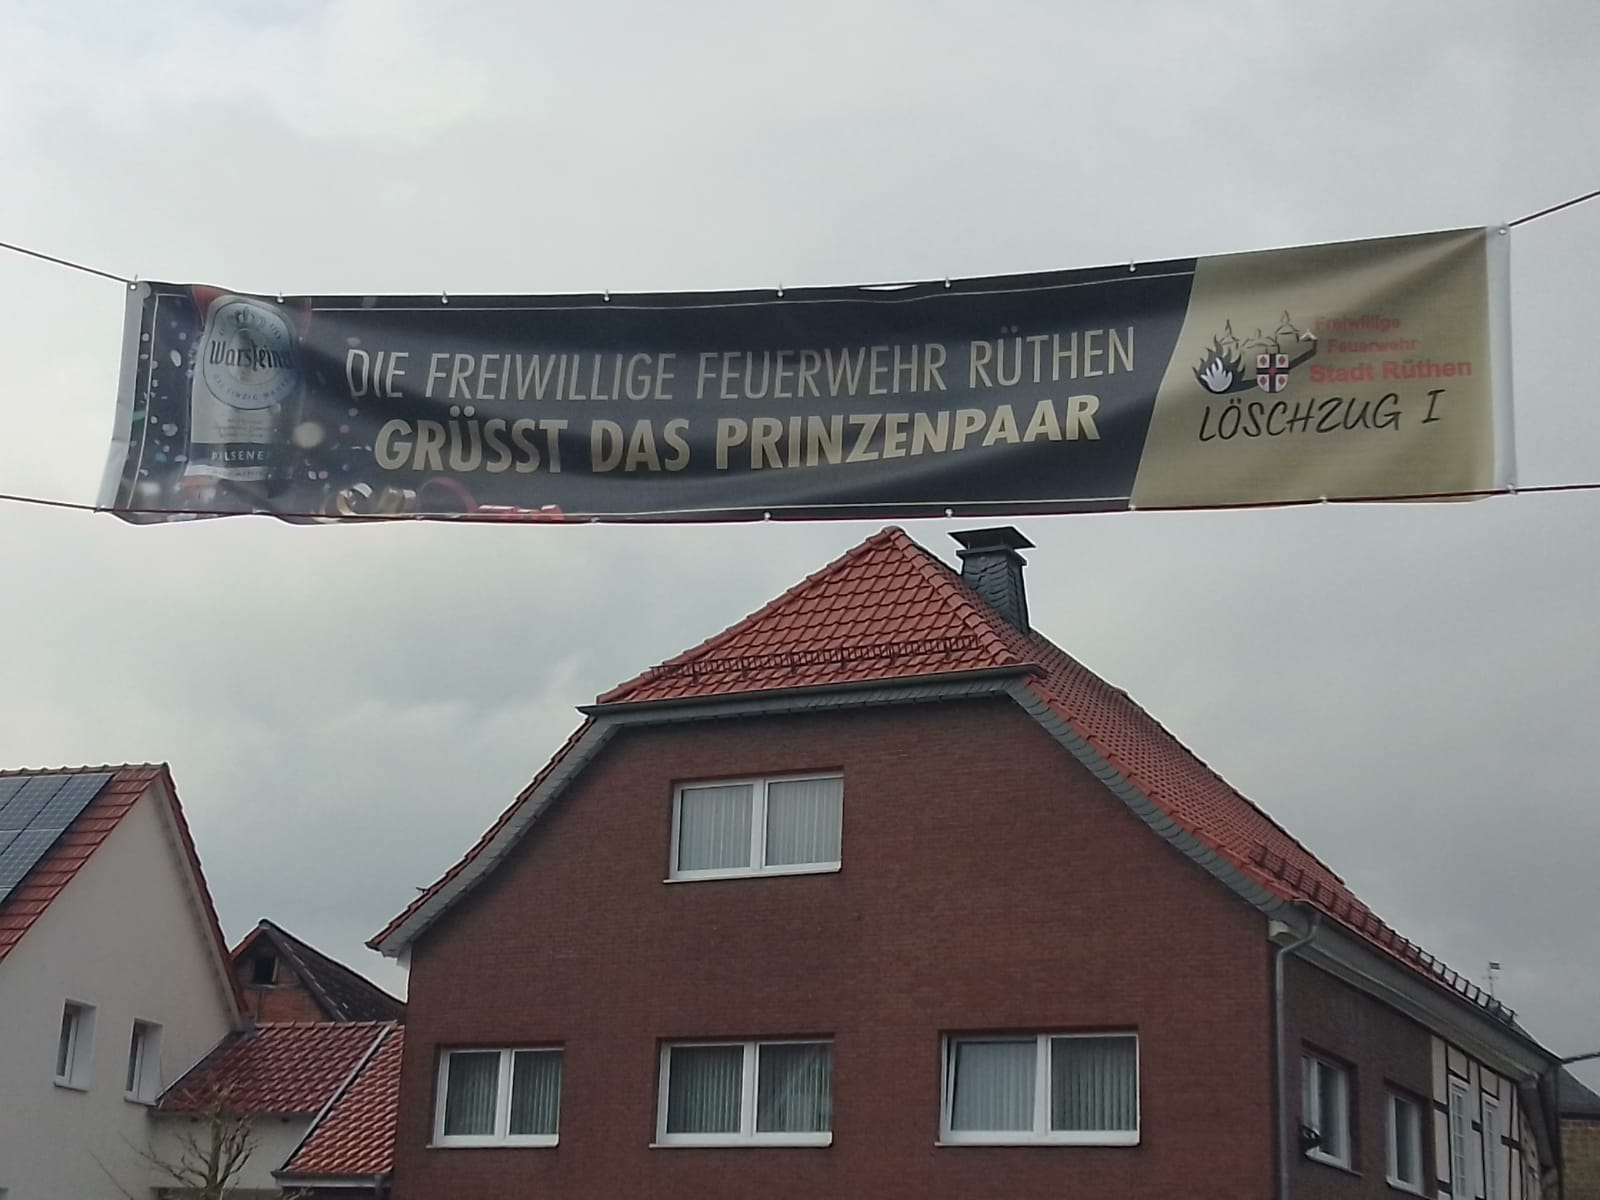 Warsteiner
PILSENER
DIE FREIWILLIGE FEUERWEHR RÜTHEN
GRÜSST DAS PRINZENPAAR
Freiwillige
Feuerwehr
Stadt Rüthen
LÖSCHZUG I